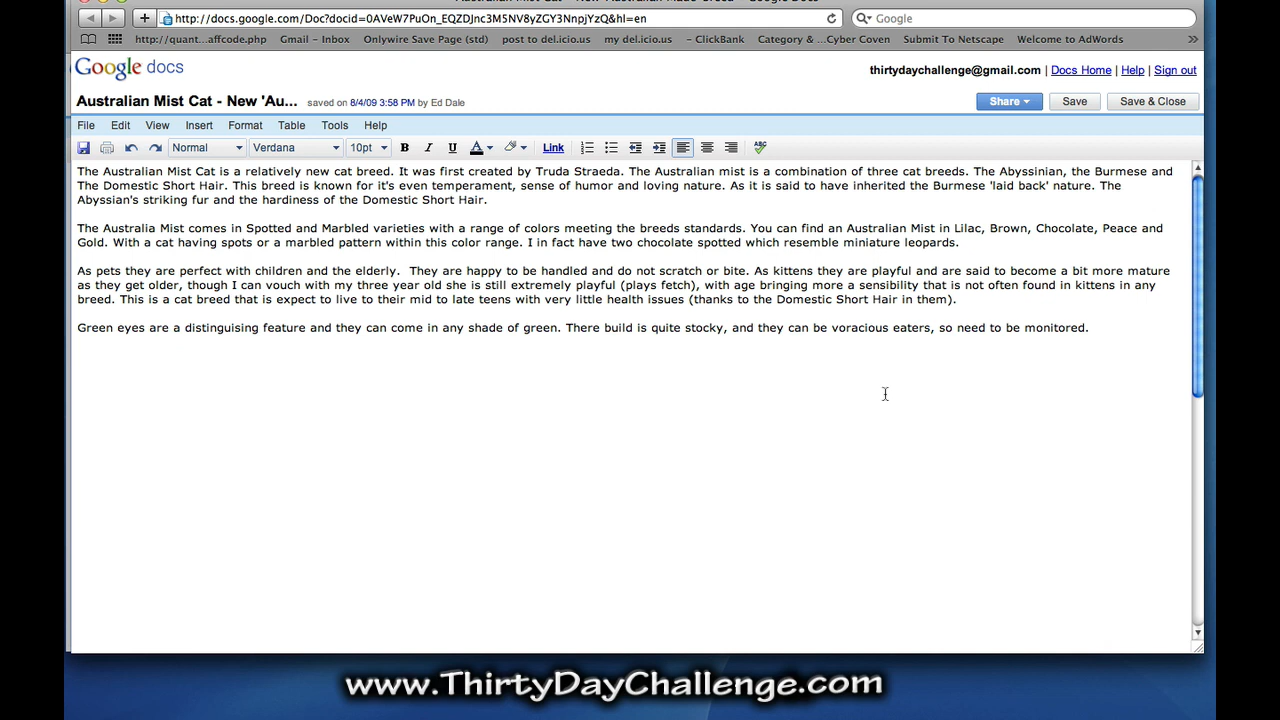 http://docs.google.com/Doc?docid=0AVeW7PuOn_EQZDJnc3M5NV8yZGY3NnpjYzQ&hl=en
Google
http://quant...affcode.php Gmail – Inbox Onlywire Save Page (std) post to del.icio.us my del.icio.us – ClickBank Category & ...Cyber Coven Submit To Netscape Welcome to AdWords
Google docs
thirtydaychallenge@gmail.com | Docs Home | Help | Sign out
Australian Mist Cat - New 'Au... saved on 8/4/09 3:58 PM by Ed Dale
Share Save Save & Close
File Edit View Insert Format Table Tools Help
Normal Verdana 10pt B I U A Link ABC
The Australian Mist Cat is a relatively new cat breed. It was first created by Truda Straeda. The Australian mist is a combination of three cat breeds. The Abyssinian, the Burmese and
The Domestic Short Hair. This breed is known for it's even temperament, sense of humor and loving nature. As it is said to have inherited the Burmese 'laid back' nature. The
Abyssian's striking fur and the hardiness of the Domestic Short Hair.
The Australia Mist comes in Spotted and Marbled varieties with a range of colors meeting the breeds standards. You can find an Australian Mist in Lilac, Brown, Chocolate, Peace and
Gold. With a cat having spots or a marbled pattern within this color range. I in fact have two chocolate spotted which resemble miniature leopards.
As pets they are perfect with children and the elderly.  They are happy to be handled and do not scratch or bite. As kittens they are playful and are said to become a bit more mature
as they get older, though I can vouch with my three year old she is still extremely playful (plays fetch), with age bringing more a sensibility that is not often found in kittens in any
breed. This is a cat breed that is expect to live to their mid to late teens with very little health issues (thanks to the Domestic Short Hair in them).
Green eyes are a distinguising feature and they can come in any shade of green. There build is quite stocky, and they can be voracious eaters, so need to be monitored.
www.ThirtyDayChallenge.com